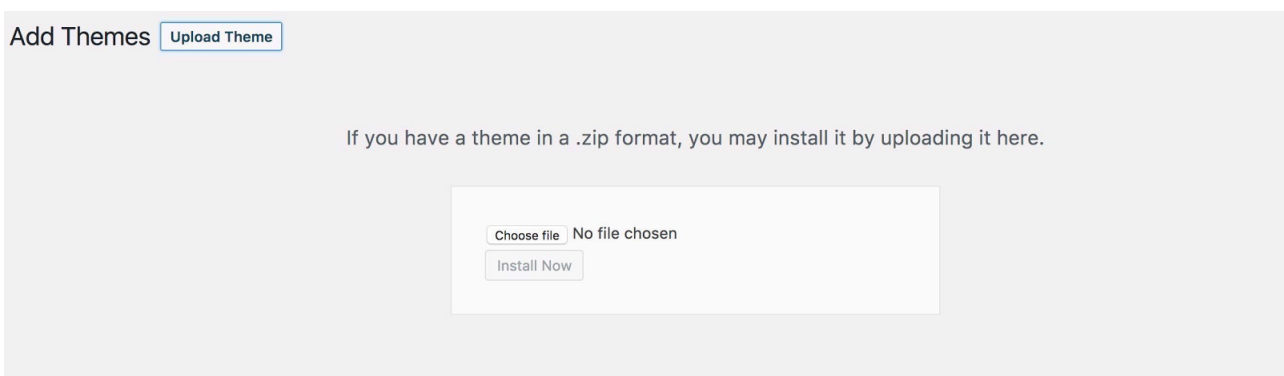 Add Themes Upload Theme
If you have a theme in a .zip format, you may install it by uploading it here.
Choose file No file chosen
Install Now